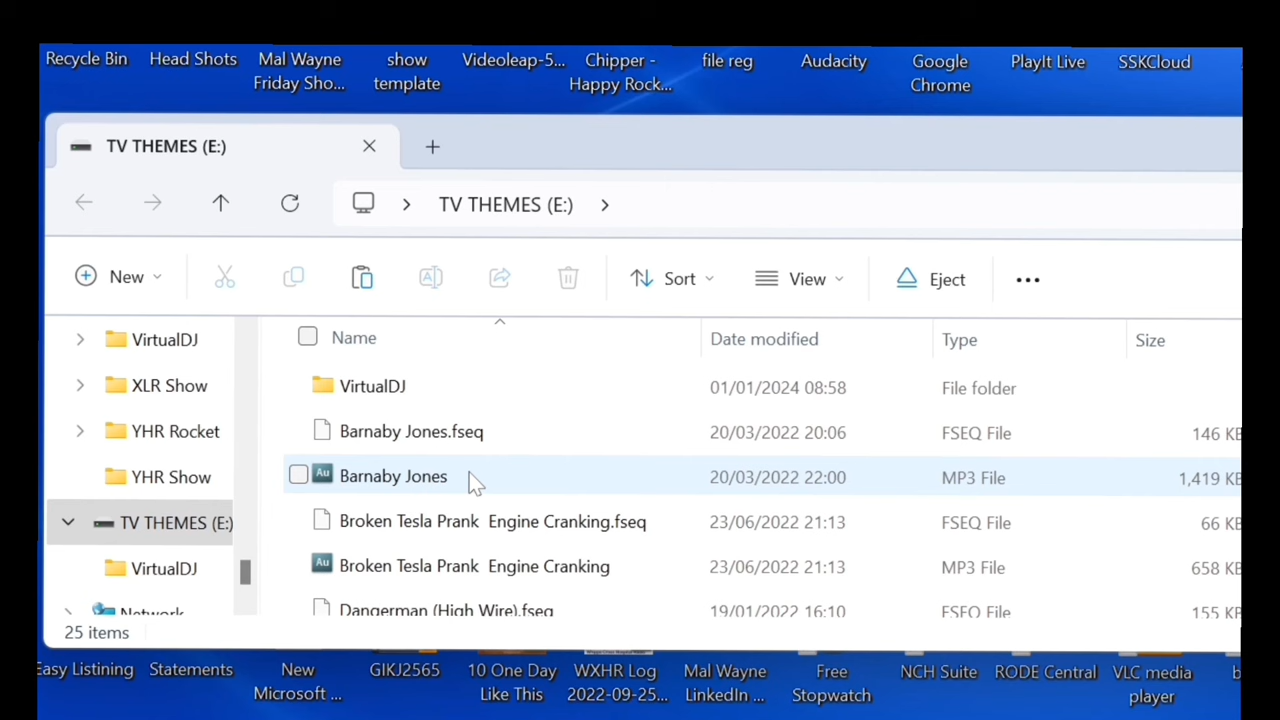 Recycle Bin Head Shots Mal Wayne show Videoleap-5... Chipper - file reg Audacity Google PlayIt Live SSKCloud
Friday Sho... template Happy Rock... Chrome
TV THEMES (E:)
TV THEMES (E:)
New Sort View Eject
Name Date modified Type Size
VirtualDJ
VirtualDJ 01/01/2024 08:58 File folder
XLR Show
Barnaby Jones.fseq 20/03/2022 20:06 FSEQ File 146 KB
YHR Rocket
Au Barnaby Jones 20/03/2022 22:00 MP3 File 1,419 KB
YHR Show
TV THEMES (E:)
Broken Tesla Prank Engine Cranking.fseq 23/06/2022 21:13 FSEQ File 66 KB
VirtualDJ
Au Broken Tesla Prank Engine Cranking 23/06/2022 21:13 MP3 File 658 KB
Network
Dangerman (High Wire).fseq 19/01/2022 16:10 FSEQ File 155 KB
25 items
Easy Listining Statements New GIKJ2565 10 One Day WXHR Log Mal Wayne Free NCH Suite RODE Central VLC media
Microsoft ... Like This 2022-09-25... LinkedIn ... Stopwatch player